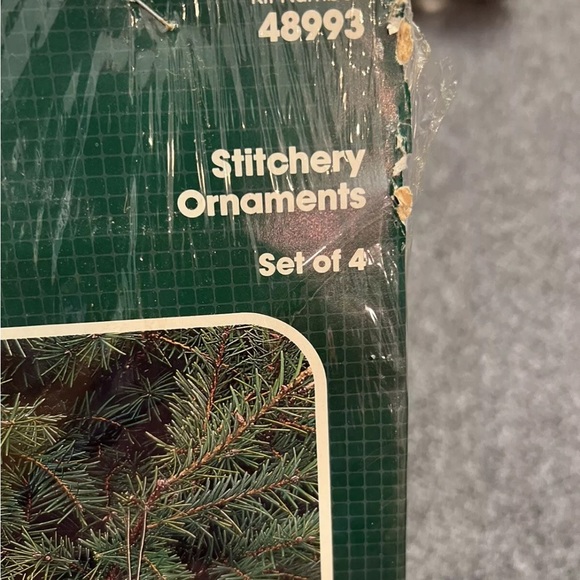 48993
Stitchery
Ornaments
Set of 4